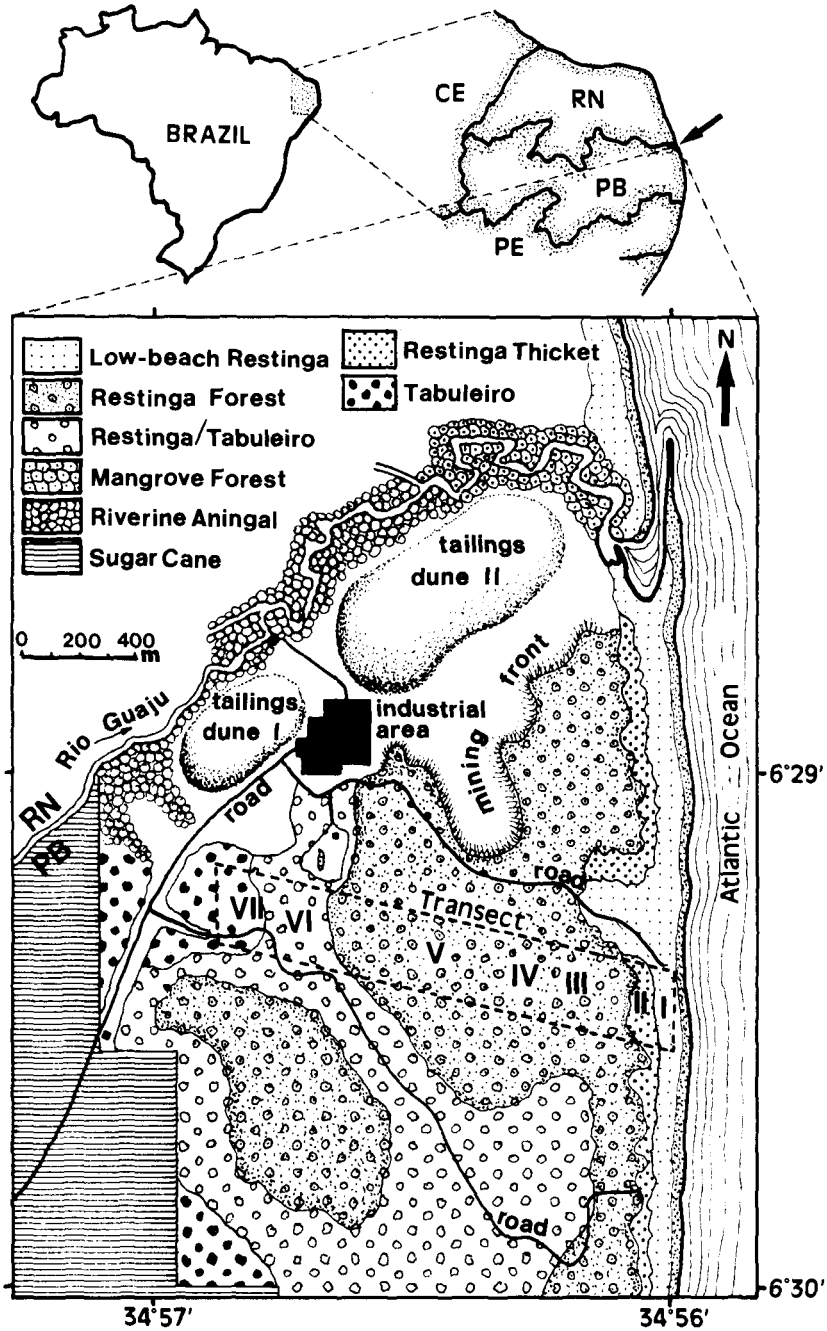 BRAZIL
CE
RN
PB
PE
Low-beach Restinga
Restinga Forest
Restinga/Tabuleiro
Mangrove Forest
Riverine Aningal
Sugar Cane
Restinga Thicket
Tabuleiro
N
0 200 400
m
tailings
dune II
front
mining
tailings
dune I
industrial
area
Rio Guaju
RN
PB
road
road
Transect
VII
VI
V
IV
III
II
I
road
Atlantic Ocean
6°29'
6°30'
34°57'
34°56'